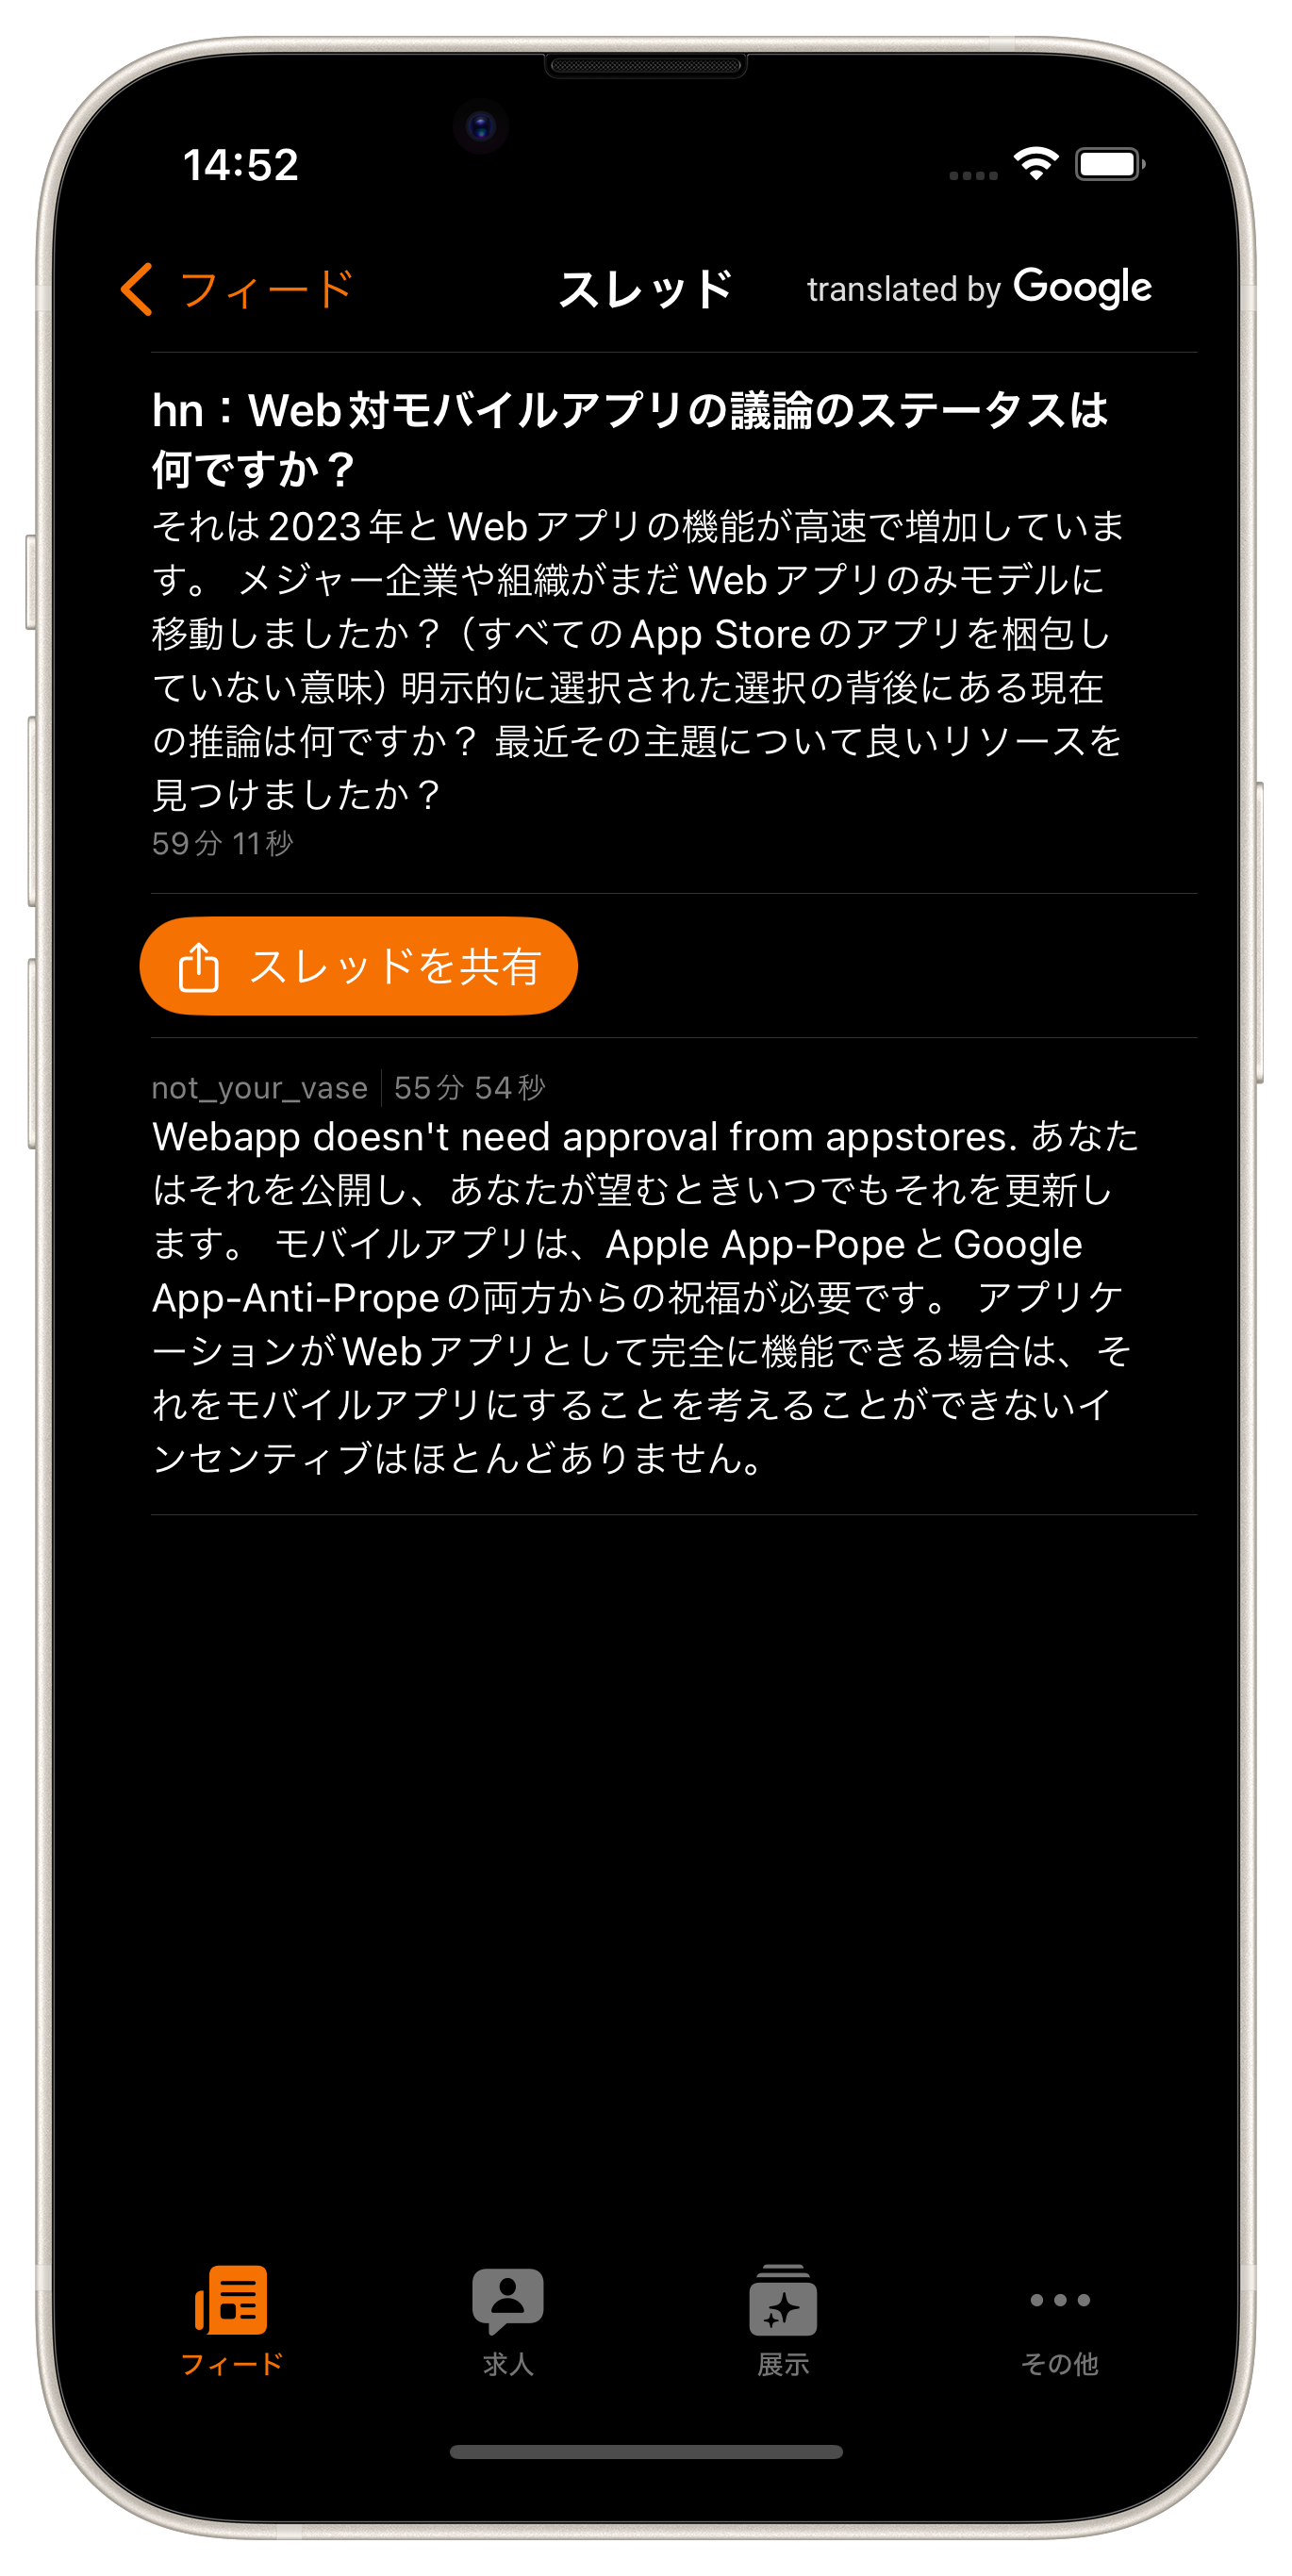 14:52
フィード
スレッド
translated by Google
hn：Web対モバイルアプリの議論のステータスは
何ですか？
それは2023年とWebアプリの機能が高速で増加していま
す。 メジャー企業や組織がまだWebアプリのみモデルに
移動しましたか？（すべてのApp Storeのアプリを梱包し
ていない意味）明示的に選択された選択の背後にある現在
の推論は何ですか？ 最近その主題について良いリソースを
見つけましたか？
59分 11秒
スレッドを共有
not_your_vase 55分 54秒
Webapp doesn't need approval from appstores. あなた
はそれを公開し、あなたが望むときいつでもそれを更新し
ます。 モバイルアプリは、Apple App-PopeとGoogle
App-Anti-Propeの両方からの祝福が必要です。 アプリケ
ーションがWebアプリとして完全に機能できる場合は、そ
れをモバイルアプリにすることを考えることができないイ
ンセンティブはほとんどありません。
フィード
求人
展示
その他